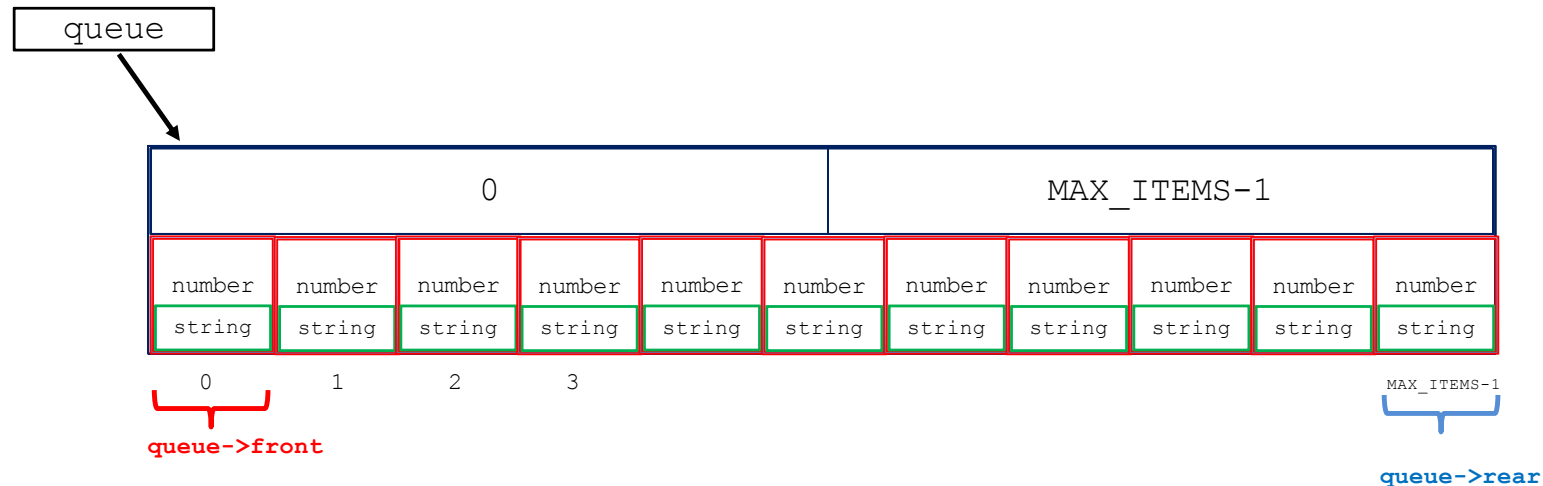 queue
0 MAX_ITEMS-1
number number number number number number number number number number number
string string string string string string string string string string string
0 1 2 3 MAX_ITEMS-1
queue->front
queue->rear